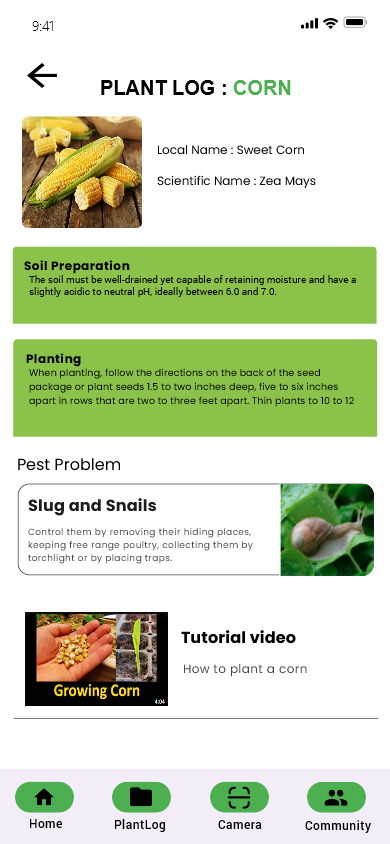 9:41
PLANT LOG : CORN
Local Name : Sweet Corn
Scientific Name : Zea Mays
Soil Preparation
The soil must be well-drained yet capable of retaining moisture and have a
slightly acidic to neutral pH, ideally between 6.0 and 7.0.
Planting
When planting, follow the directions on the back of the seed
package or plant seeds 1.5 to two inches deep, five to six inches
apart in rows that are two to three feet apart. Thin plants to 10 to 12
Pest Problem
Slug and Snails
Control them by removing their hiding places,
keeping free range poultry, collecting them by
torchlight or by placing traps.
Growing Corn
4:04
Tutorial video
How to plant a corn
Home
PlantLog
Camera
Community